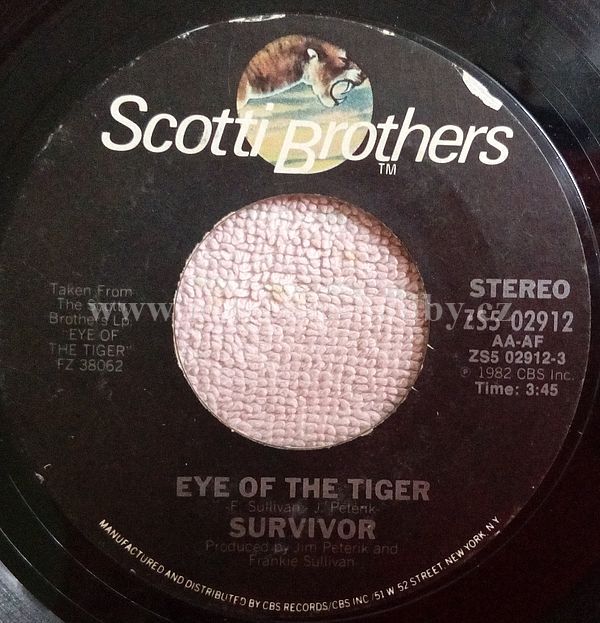 Scotti Brothers
TM
Taken From
The Scotti
Brothers Lp.
"EYE OF
THE TIGER"
FZ 38062
STEREO
ZS5 02912
AA-AF
ZS5 02912-3
℗ 1982 CBS Inc.
Time: 3:45
EYE OF THE TIGER
-F. Sullivan - J. Peterik-
SURVIVOR
Produced by Jim Peterik and
Frankie Sullivan
MANUFACTURED AND DISTRIBUTED BY CBS RECORDS/CBS INC./51 W 52 STREET, NEW YORK, N.Y.